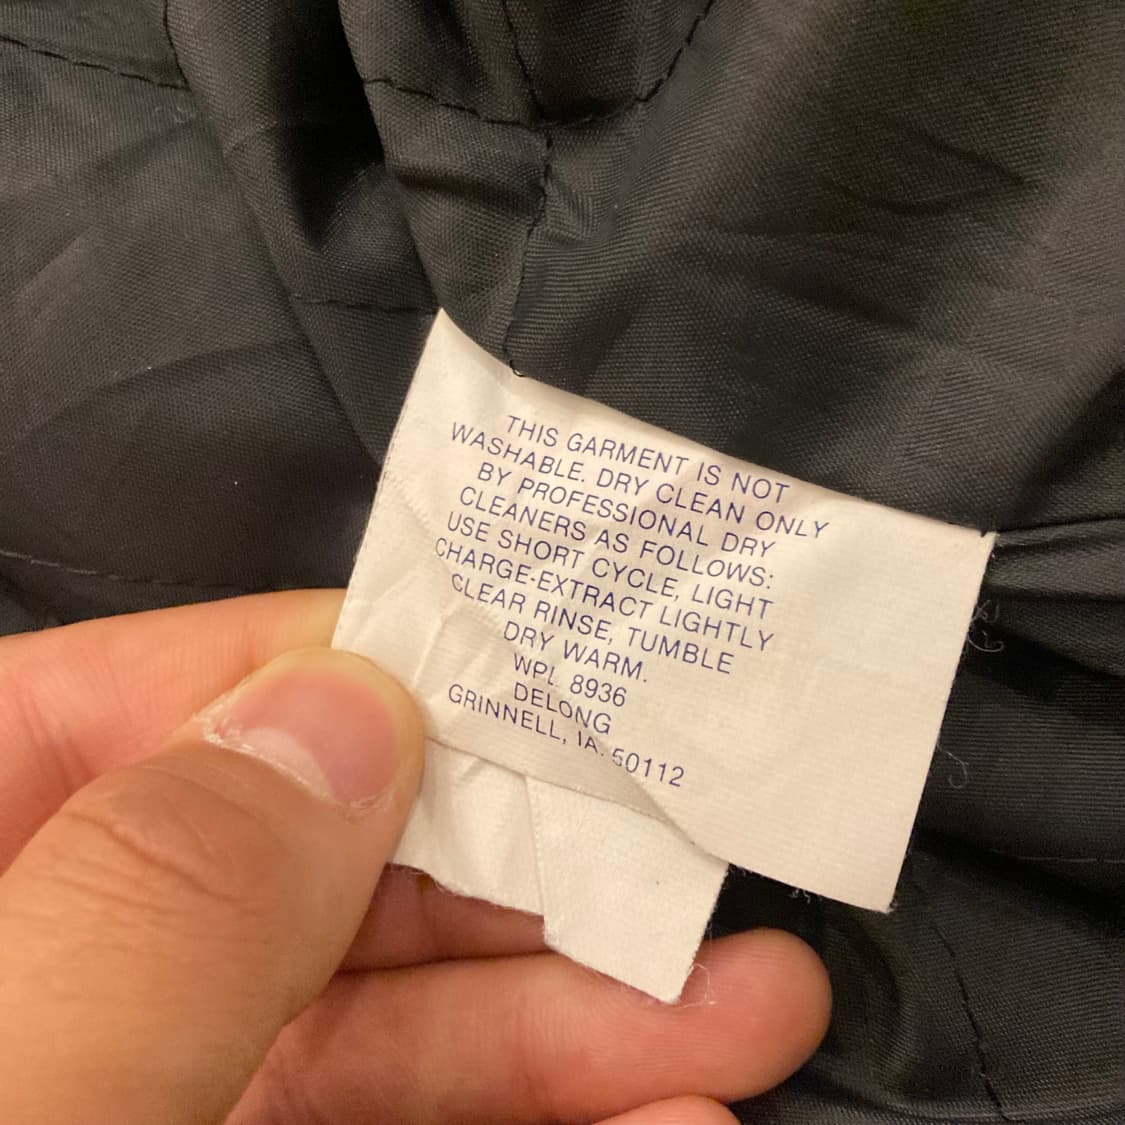 THIS GARMENT IS NOT
WASHABLE. DRY CLEAN ONLY
BY PROFESSIONAL DRY
CLEANERS AS FOLLOWS:
USE SHORT CYCLE, LIGHT
CHARGE-EXTRACT LIGHTLY
CLEAR RINSE, TUMBLE
DRY WARM.
WPL 8936
DELONG
GRINNELL, IA. 50112